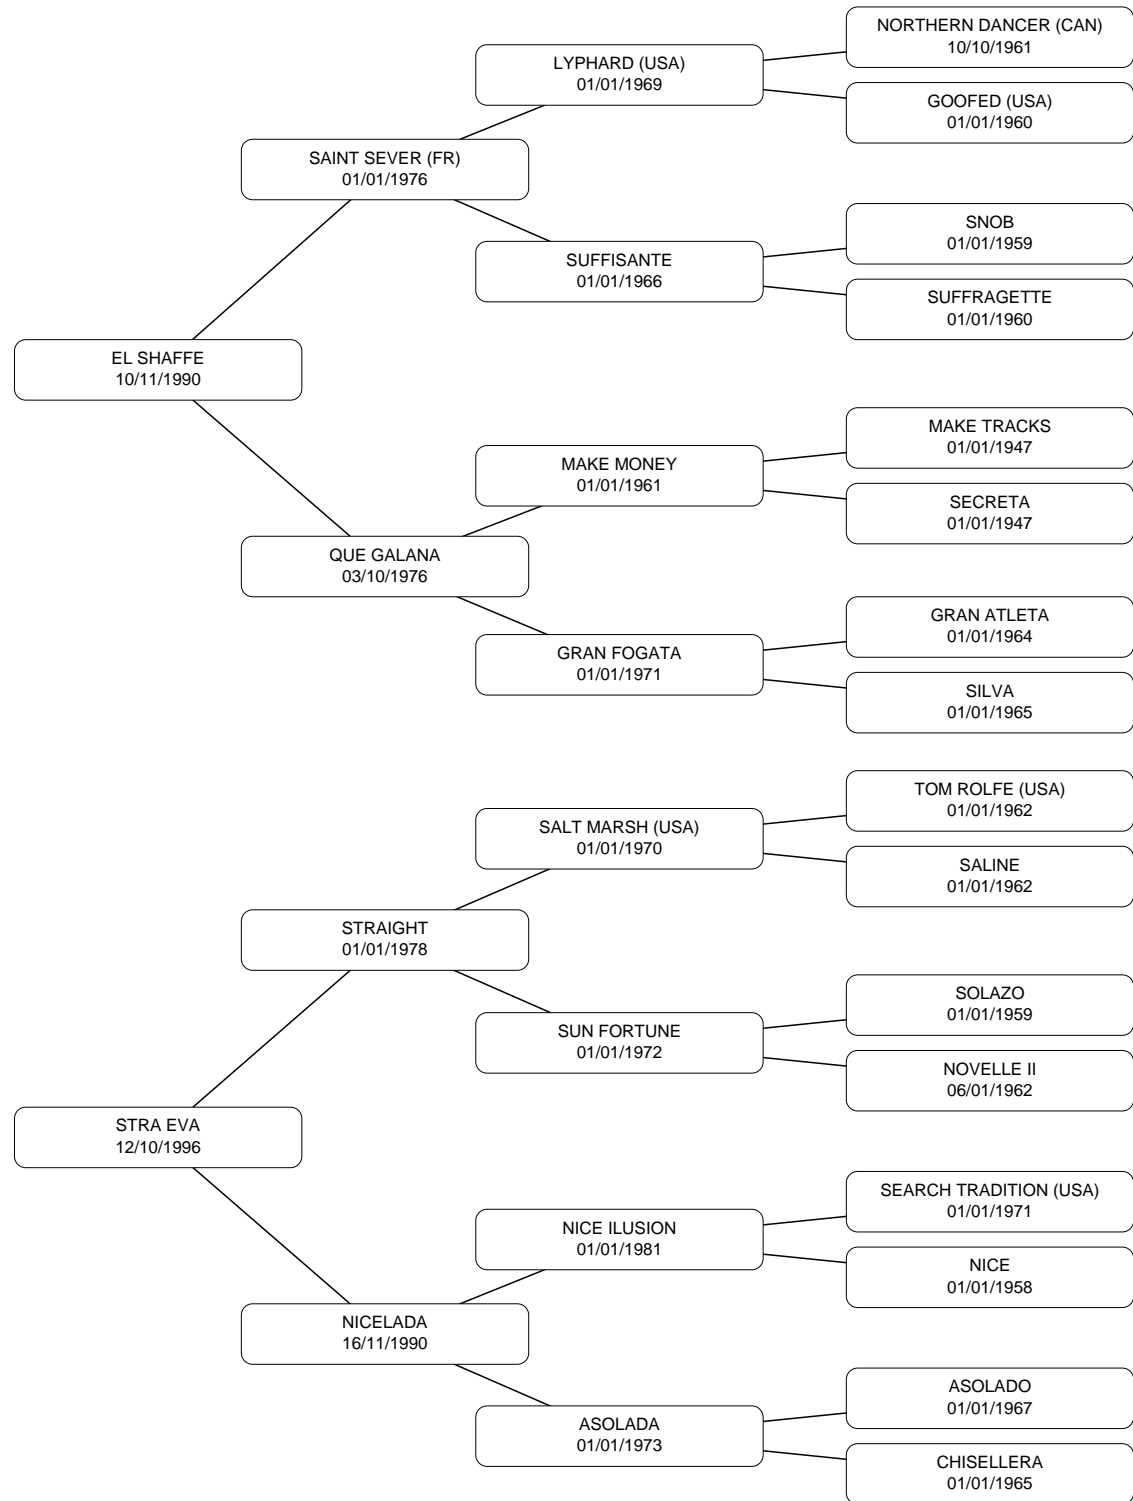 NORTHERN DANCER (CAN)
10/10/1961
LYPHARD (USA)
01/01/1969
GOOFED (USA)
01/01/1960
SAINT SEVER (FR)
01/01/1976
SNOB
01/01/1959
SUFFISANTE
01/01/1966
SUFFRAGETTE
01/01/1960
EL SHAFFE
10/11/1990
MAKE TRACKS
01/01/1947
MAKE MONEY
01/01/1961
SECRETA
01/01/1947
QUE GALANA
03/10/1976
GRAN ATLETA
01/01/1964
GRAN FOGATA
01/01/1971
SILVA
01/01/1965
TOM ROLFE (USA)
01/01/1962
SALT MARSH (USA)
01/01/1970
SALINE
01/01/1962
STRAIGHT
01/01/1978
SOLAZO
01/01/1959
SUN FORTUNE
01/01/1972
NOVELLE II
06/01/1962
STRA EVA
12/10/1996
SEARCH TRADITION (USA)
01/01/1971
NICE ILUSION
01/01/1981
NICE
01/01/1958
NICELADA
16/11/1990
ASOLADO
01/01/1967
ASOLADA
01/01/1973
CHISELLERA
01/01/1965